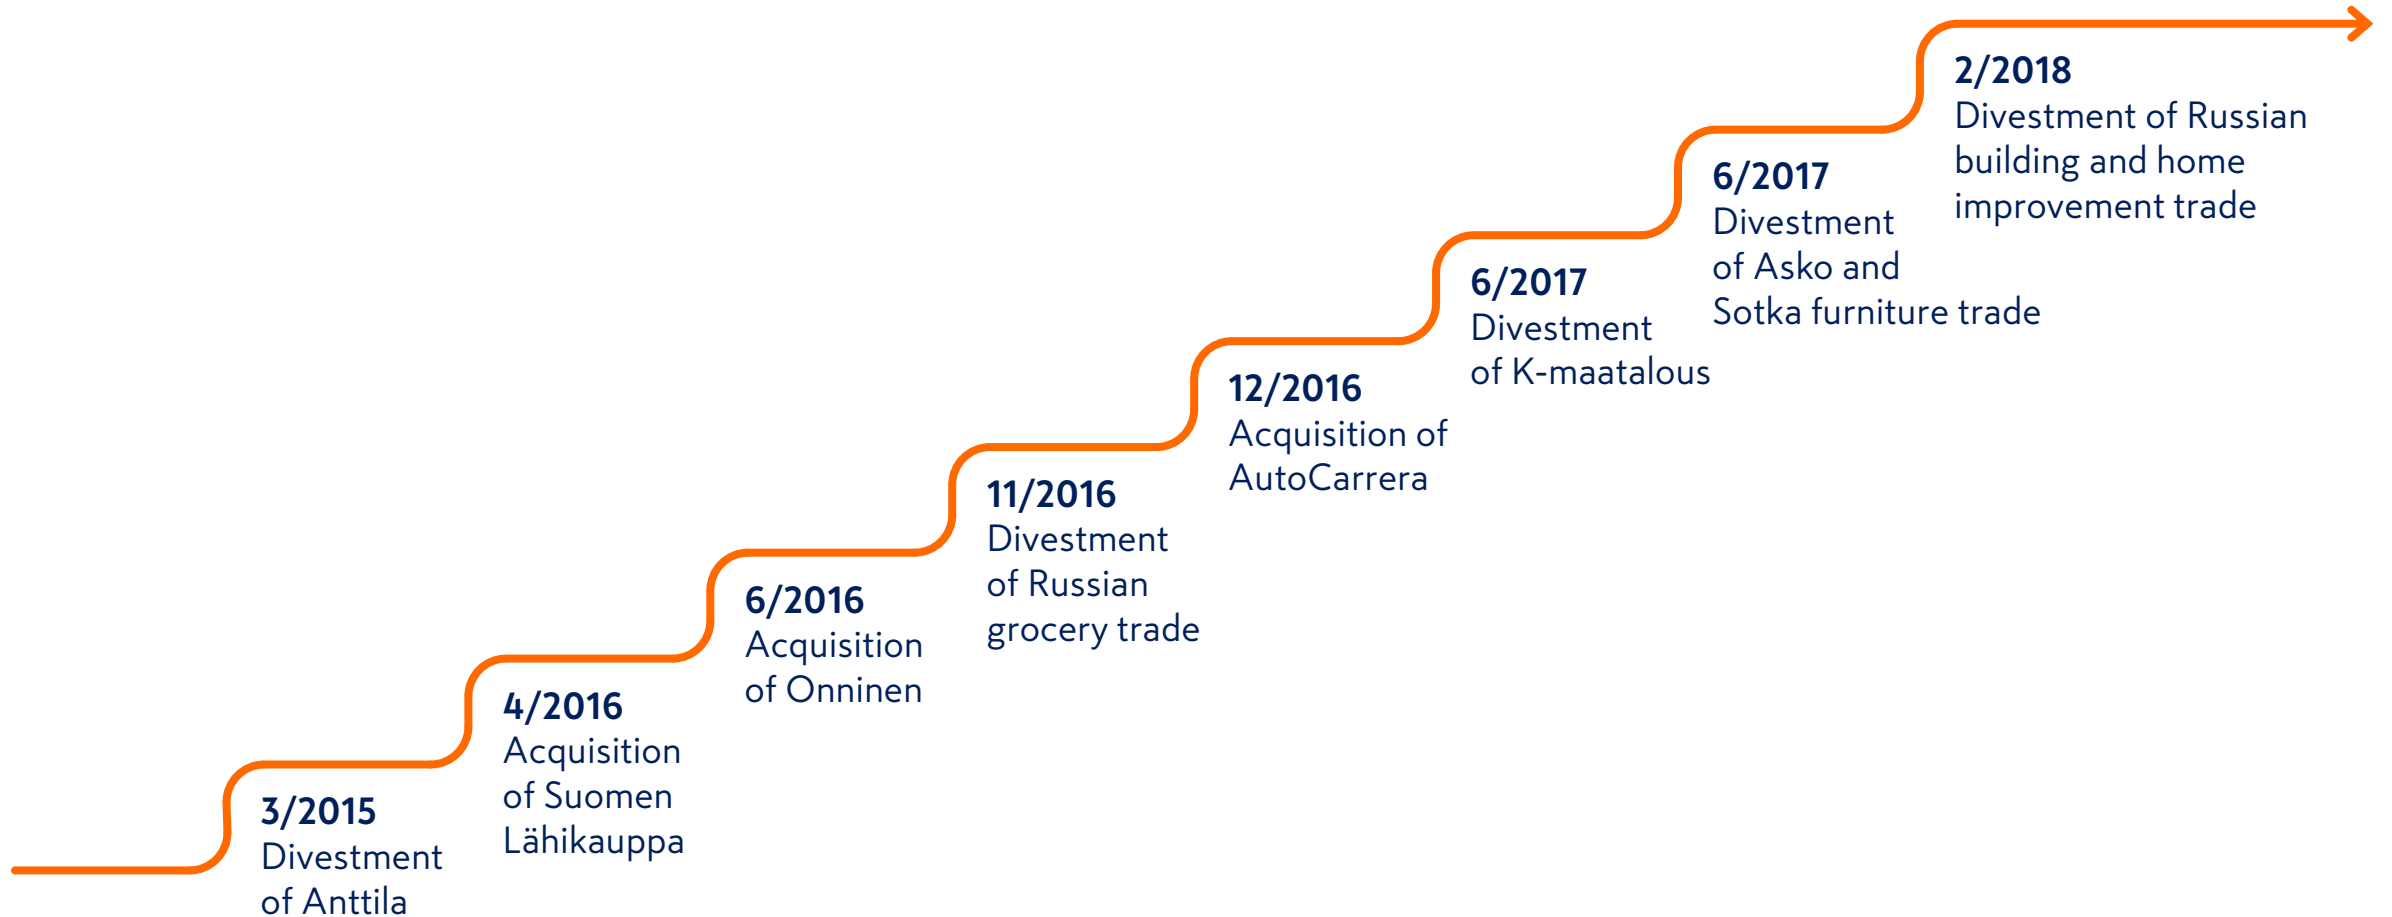 3/2015
Divestment
of Anttila
4/2016
Acquisition
of Suomen
Lähikauppa
6/2016
Acquisition
of Onninen
11/2016
Divestment
of Russian
grocery trade
12/2016
Acquisition of
AutoCarrera
6/2017
Divestment
of K-maatalous
6/2017
Divestment
of Asko and
Sotka furniture trade
2/2018
Divestment of Russian
building and home
improvement trade